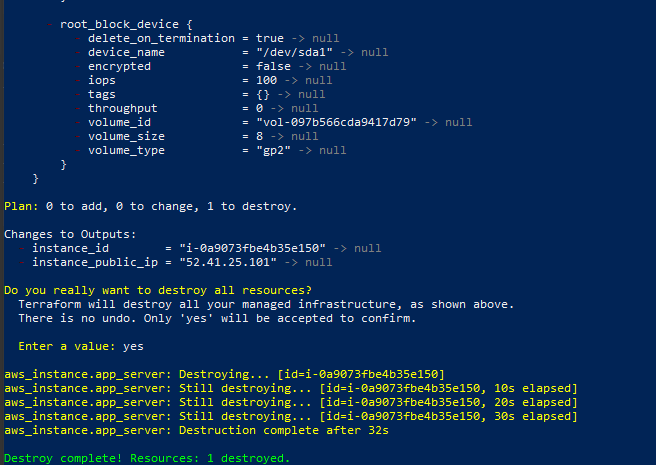 - root_block_device {
- delete_on_termination = true -> null
- device_name = "/dev/sda1" -> null
- encrypted = false -> null
- iops = 100 -> null
- tags = {} -> null
- throughput = 0 -> null
- volume_id = "vol-097b566cda9417d79" -> null
- volume_size = 8 -> null
- volume_type = "gp2" -> null
}
}
Plan: 0 to add, 0 to change, 1 to destroy.
Changes to Outputs:
- instance_id = "i-0a9073fbe4b35e150" -> null
- instance_public_ip = "52.41.25.101" -> null
Do you really want to destroy all resources?
Terraform will destroy all your managed infrastructure, as shown above.
There is no undo. Only 'yes' will be accepted to confirm.
Enter a value: yes
aws_instance.app_server: Destroying... [id=i-0a9073fbe4b35e150]
aws_instance.app_server: Still destroying... [id=i-0a9073fbe4b35e150, 10s elapsed]
aws_instance.app_server: Still destroying... [id=i-0a9073fbe4b35e150, 20s elapsed]
aws_instance.app_server: Still destroying... [id=i-0a9073fbe4b35e150, 30s elapsed]
aws_instance.app_server: Destruction complete after 32s
Destroy complete! Resources: 1 destroyed.